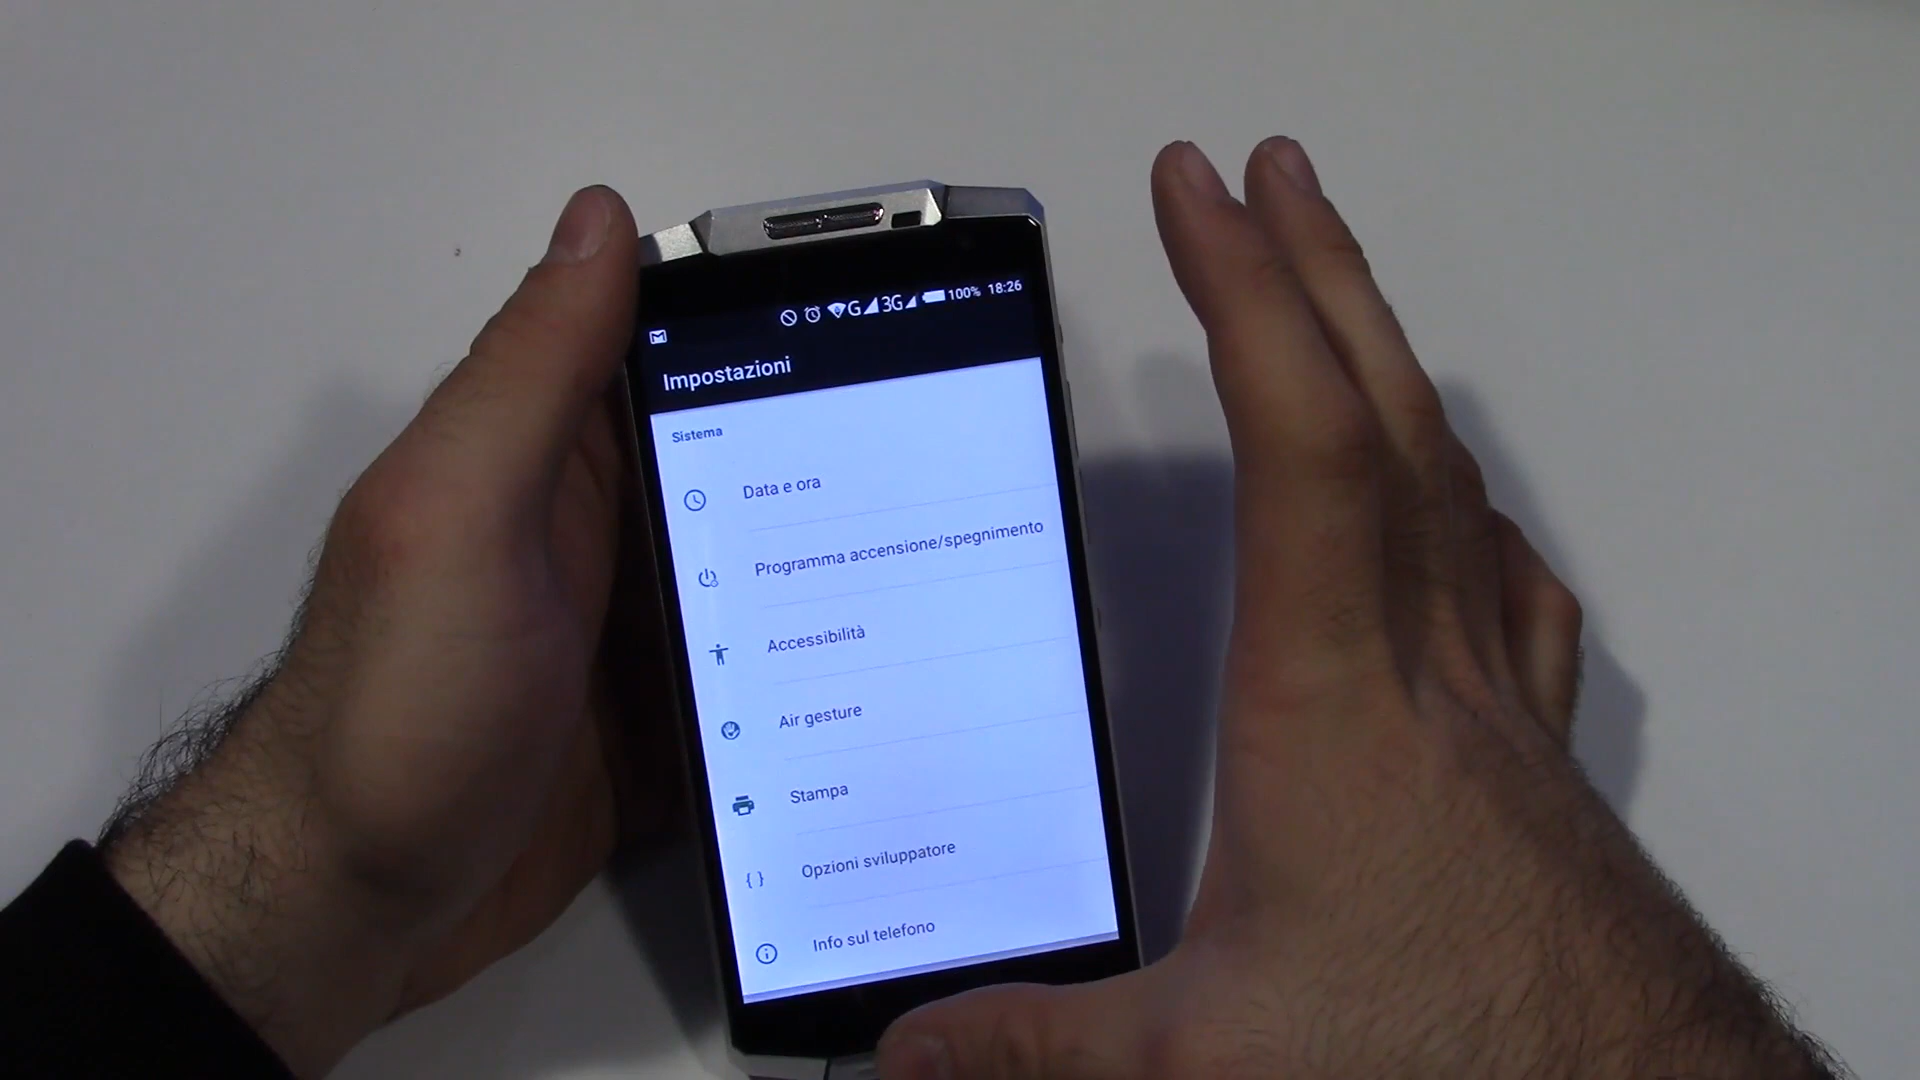 G 3G 100% 18:26
Impostazioni
Sistema
Data e ora
Programma accensione/spegnimento
Accessibilità
Air gesture
Stampa
{ } Opzioni sviluppatore
Info sul telefono